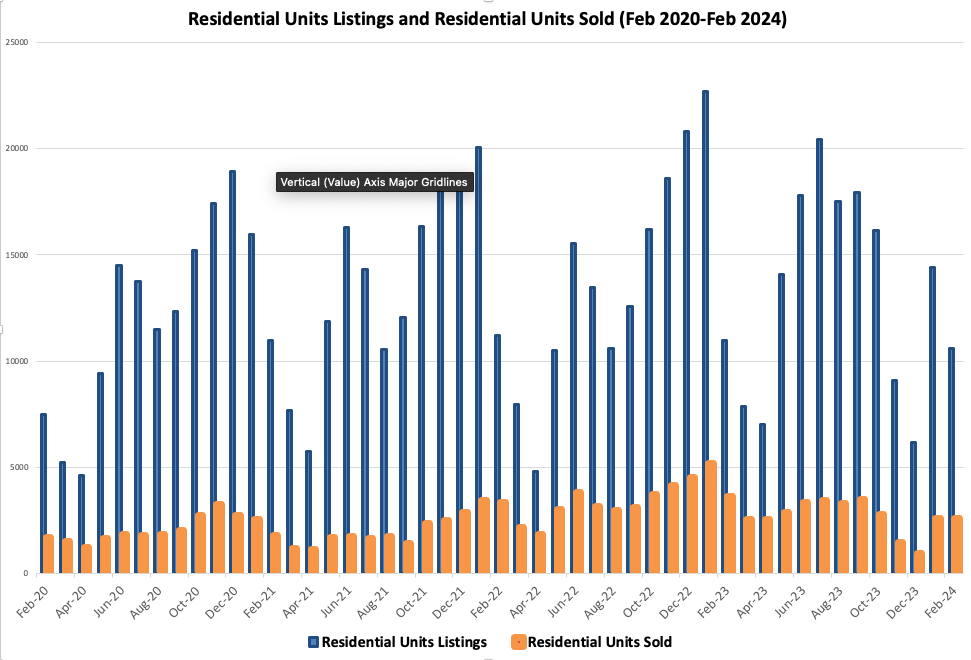 Residential Units Listings and Residential Units Sold (Feb 2020-Feb 2024)
25000
20000
Vertical (Value) Axis Major Gridlines
15000
10000
5000
0
Feb-20 Apr-20 Jun-20 Aug-20 Oct-20 Dec-20 Feb-21 Apr-21 Jun-21 Aug-21 Oct-21 Dec-21 Feb-22 Apr-22 Jun-22 Aug-22 Oct-22 Dec-22 Feb-23 Apr-23 Jun-23 Aug-23 Oct-23 Dec-23 Feb-24
Residential Units Listings Residential Units Sold